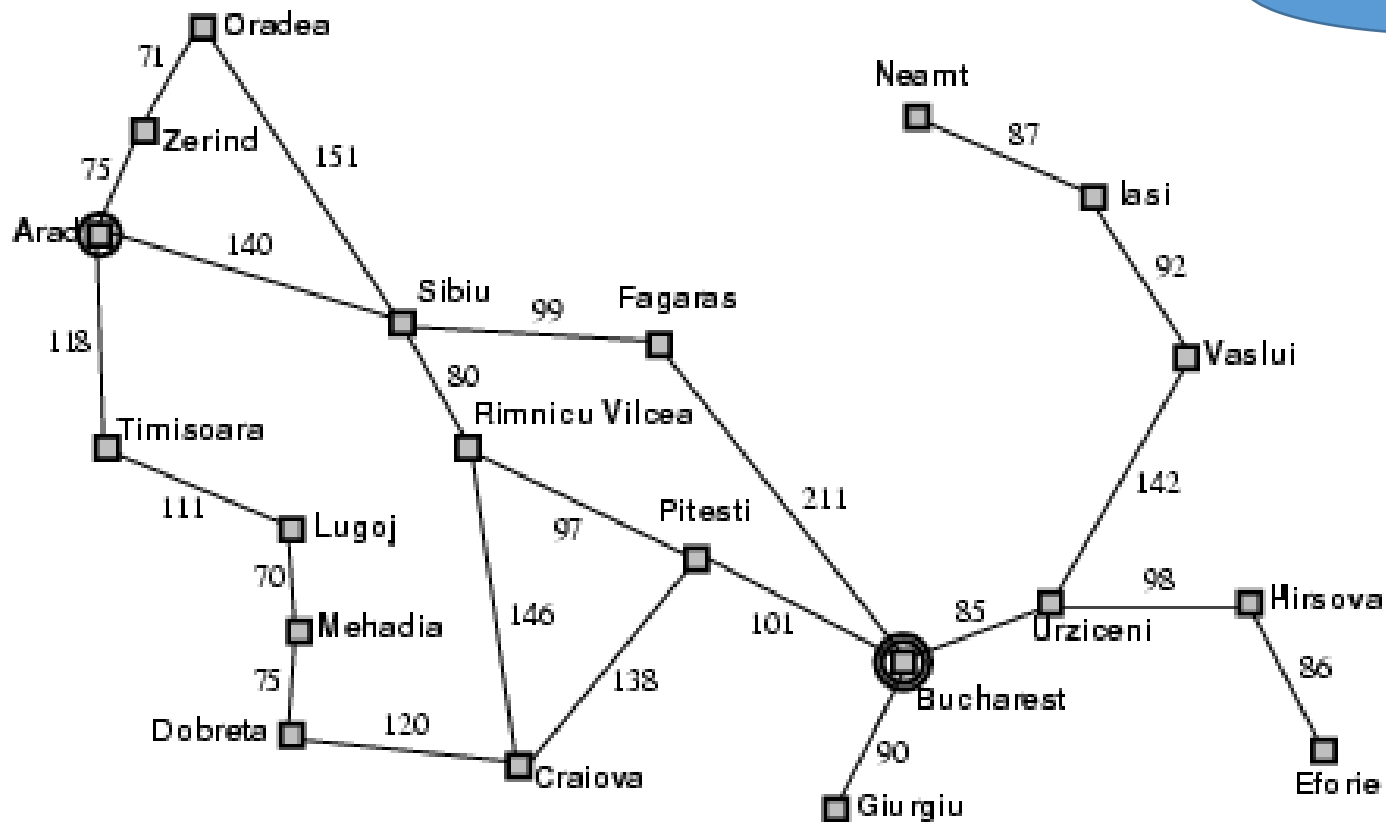 Oradea
71
Neamt
87
Zerind
151
75
Iasi
Arad
140
92
Sibiu
Fagaras
99
118
Vaslui
80
Timisoara
Rimnicu Vilcea
142
111
211
Lugoj
97
Pitesti
70
98
Hirsova
146
101
85
Mehadia
Urziceni
86
75
138
Bucharest
Dobreta
120
90
Craiova
Eforie
Giurgiu